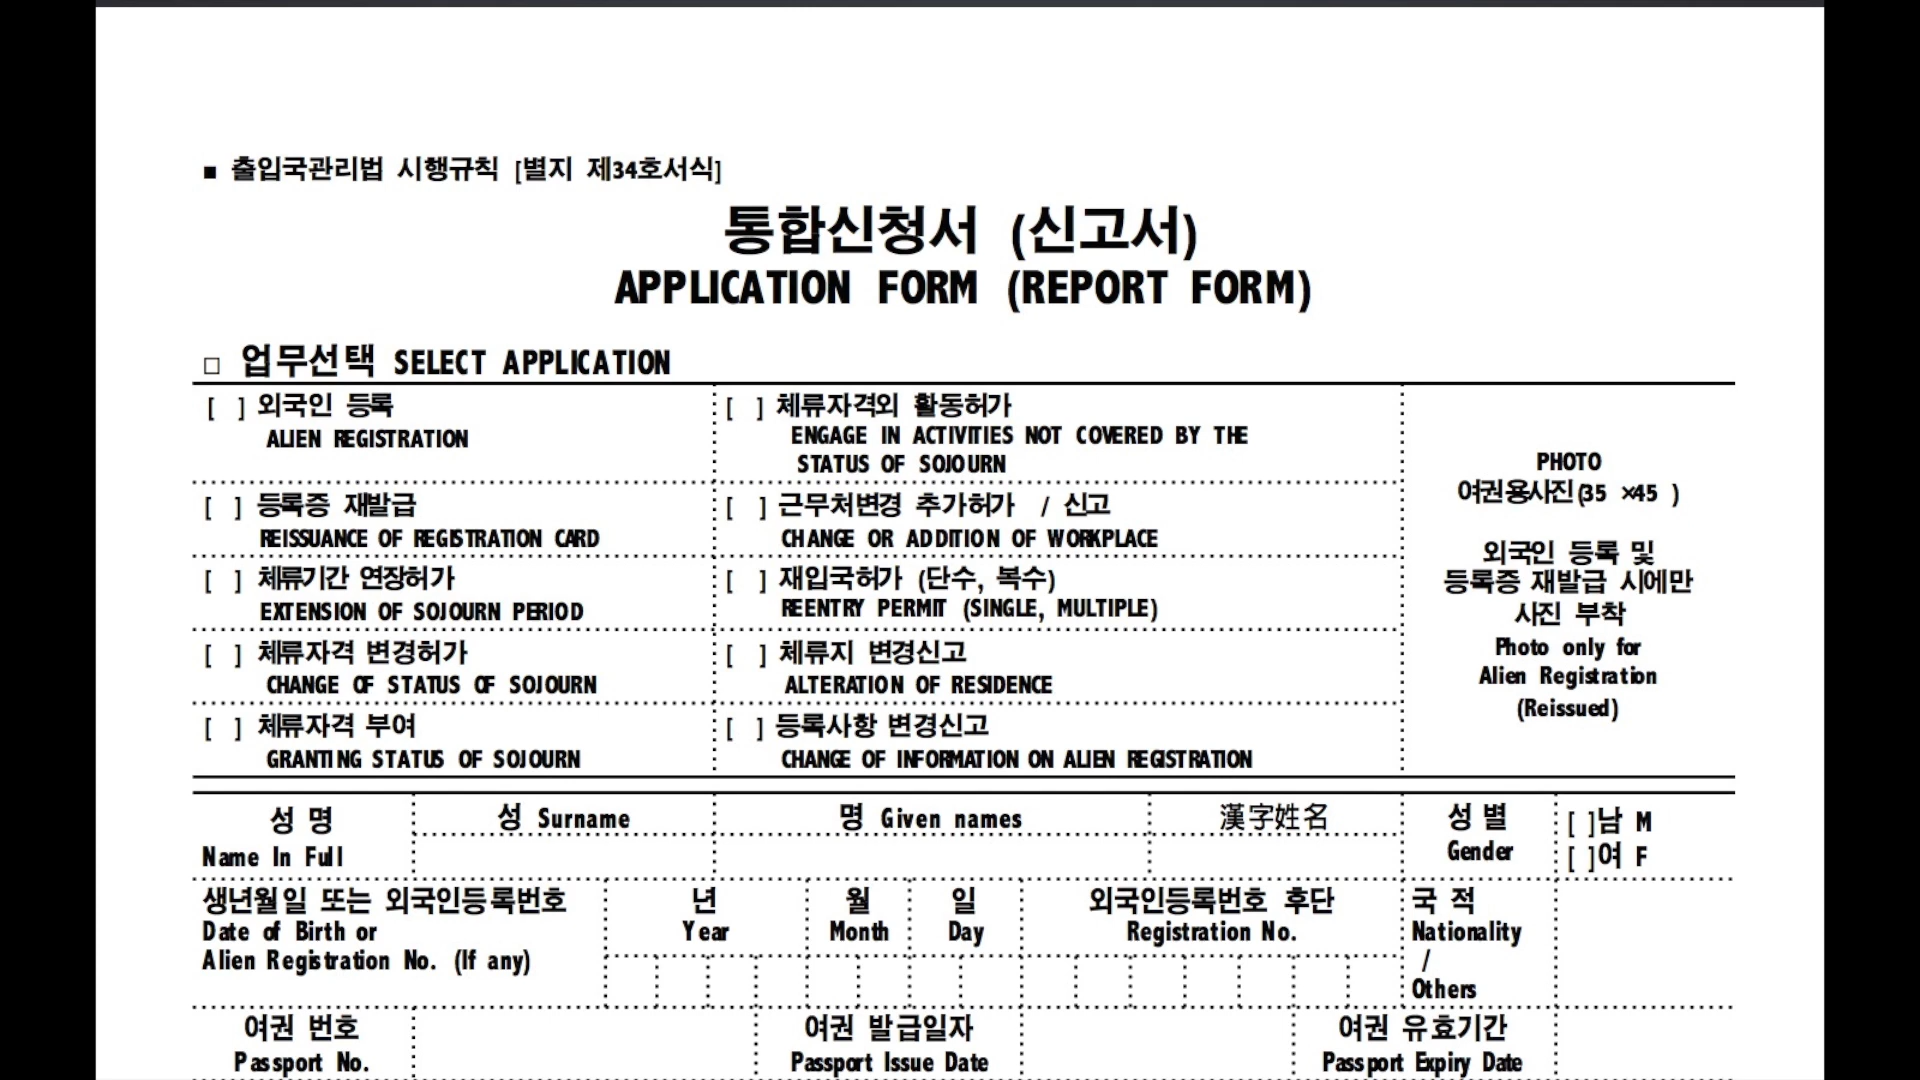 ■ 출입국관리법 시행규칙 [별지 제34호서식]
통합신청서 (신고서)
APPLICATION FORM (REPORT FORM)
□ 업무선택 SELECT APPLICATION
[ ] 외국인 등록
ALIEN REGISTRATION
[ ] 체류자격외 활동허가
ENGAGE IN ACTIVITIES NOT COVERED BY THE
STATUS OF SOJOURN
[ ] 등록증 재발급
REISSUANCE OF REGISTRATION CARD
[ ] 근무처변경 추가허가 / 신고
CHANGE OR ADDITION OF WORKPLACE
[ ] 체류기간 연장허가
EXTENSION OF SOJOURN PERIOD
[ ] 재입국허가 (단수, 복수)
REENTRY PERMIT (SINGLE, MULTIPLE)
[ ] 체류자격 변경허가
CHANGE OF STATUS OF SOJOURN
[ ] 체류지 변경신고
ALTERATION OF RESIDENCE
[ ] 체류자격 부여
GRANTING STATUS OF SOJOURN
[ ] 등록사항 변경신고
CHANGE OF INFORMATION ON ALIEN REGISTRATION
PHOTO
여권용사진(35 ×45 )
외국인 등록 및
등록증 재발급 시에만
사진 부착
Photo only for
Alien Registration
(Reissued)
성 명
Name In Full
성 Surname
명 Given names
漢字姓名
성 별
Gender
[ ]남 M
[ ]여 F
생년월일 또는 외국인등록번호
Date of Birth or
Alien Registration No. (If any)
년
Year
월
Month
일
Day
외국인등록번호 후단
Registration No.
국 적
Nationality
/
Others
여권 번호
Passport No.
여권 발급일자
Passport Issue Date
여권 유효기간
Passport Expiry Date